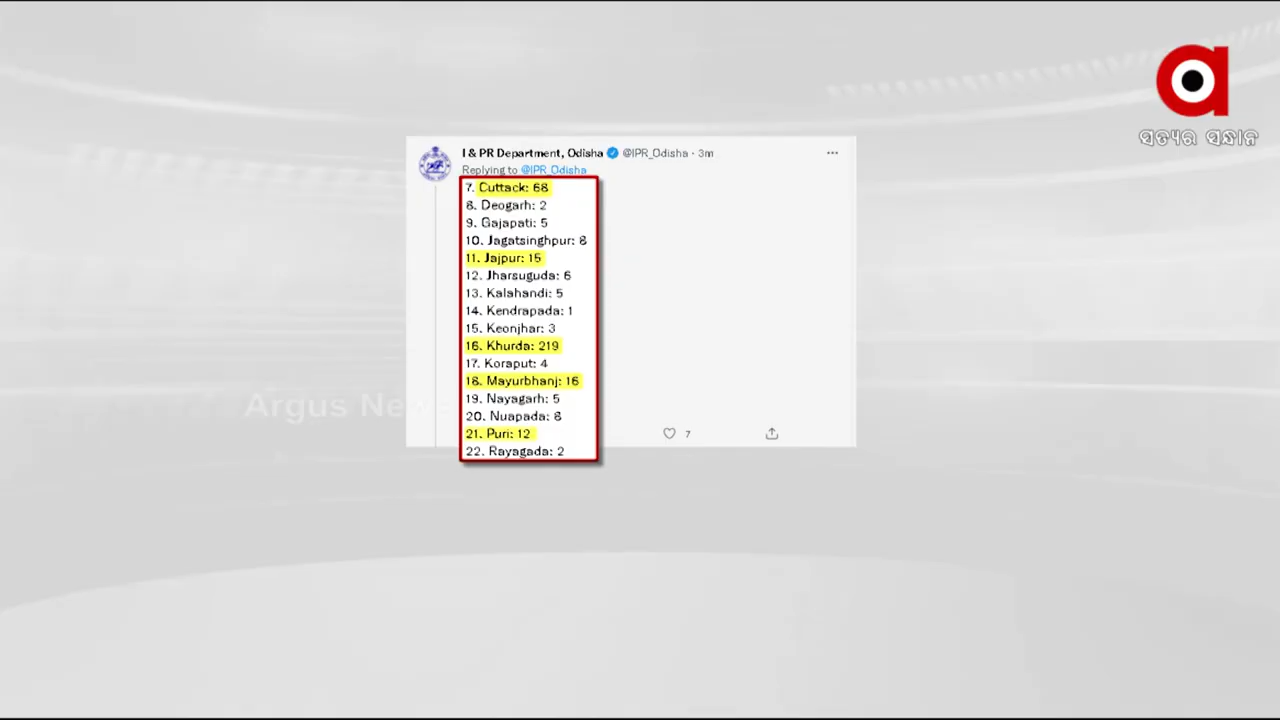 ସତ୍ୟର ସନ୍ଧାନ
I & PR Department, Odisha @IPR_Odisha · 3m
Replying to @IPR_Odisha
7. Cuttack: 68
8. Deogarh: 2
9. Gajapati: 5
10. Jagatsinghpur: 8
11. Jajpur: 15
12. Jharsuguda: 6
13. Kalahandi: 5
14. Kendrapada: 1
15. Keonjhar: 3
16. Khurda: 219
17. Koraput: 4
18. Mayurbhanj: 16
19. Nayagarh: 5
20. Nuapada: 8
21. Puri: 12
22. Rayagada: 2
7
Argus News